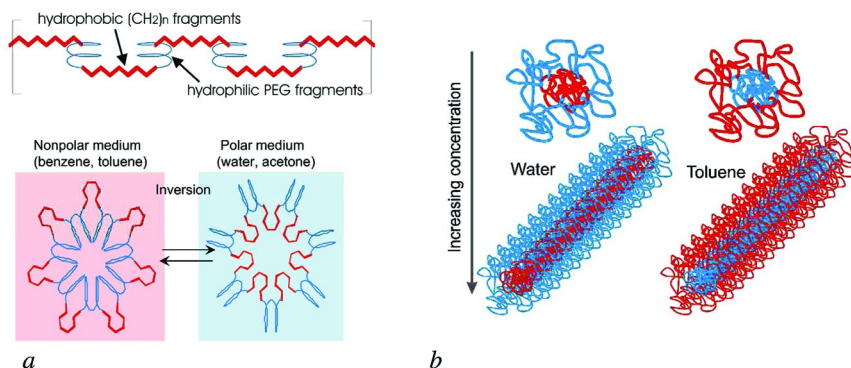 hydrophobic (CH2)n fragments
hydrophilic PEG fragments
Nonpolar medium
(benzene, toluene)
Polar medium
(water, acetone)
Inversion
a
Increasing concentration
Water
Toluene
b